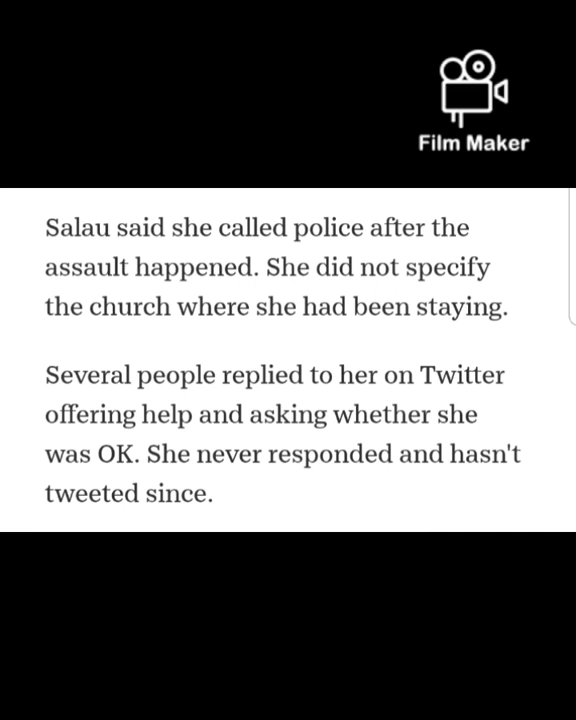 Film Maker
Salau said she called police after the
assault happened. She did not specify
the church where she had been staying.
Several people replied to her on Twitter
offering help and asking whether she
was OK. She never responded and hasn't
tweeted since.